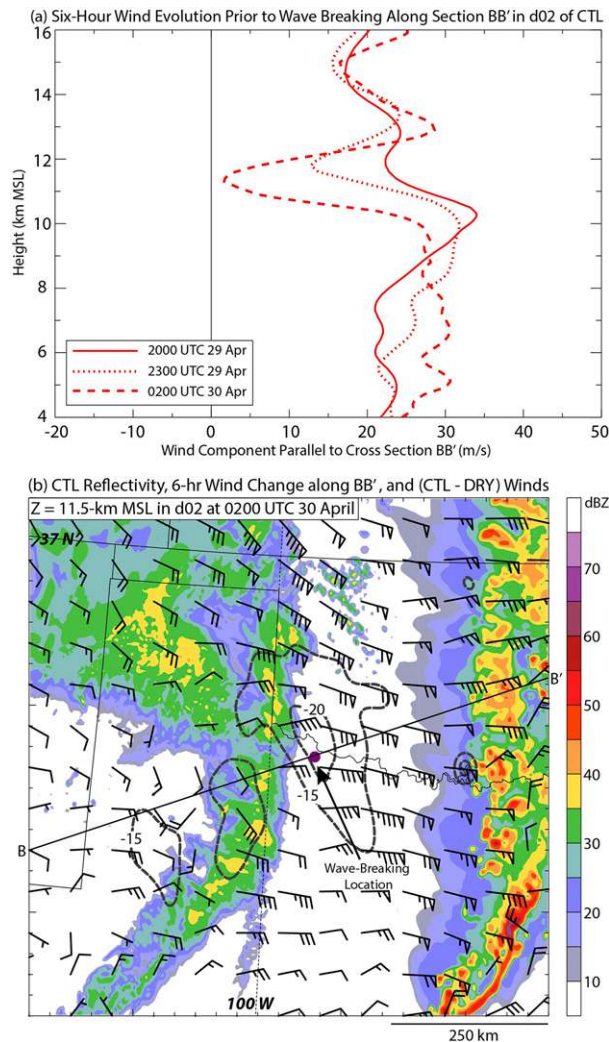 (a) Six-Hour Wind Evolution Prior to Wave Breaking Along Section BB' in d02 of CTL
16
14
12
10
8
6
4
Height (km MSL)
2000 UTC 29 Apr
2300 UTC 29 Apr
0200 UTC 30 Apr
-20 -10 0 10 20 30 40 50
Wind Component Parallel to Cross Section BB' (m/s)
(b) CTL Reflectivity, 6-hr Wind Change along BB', and (CTL - DRY) Winds
Z = 11.5-km MSL in d02 at 0200 UTC 30 April
dBZ
37 N
70
60
50
40
30
20
10
B'
-20
-15
-15
B
Wave-Breaking
Location
100 W
250 km